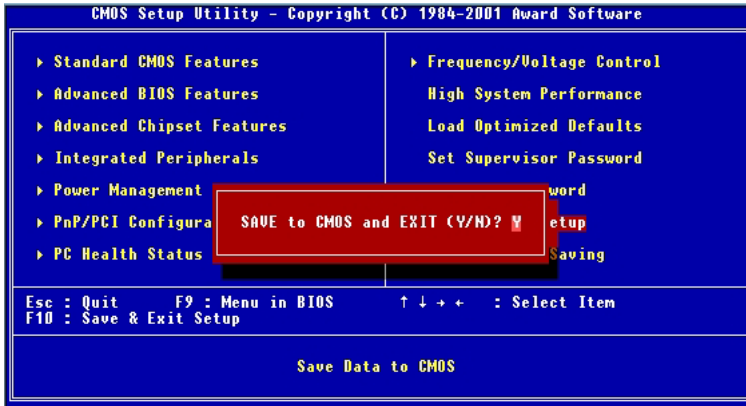 CMOS Setup Utility - Copyright (C) 1984-2001 Award Software
Standard CMOS Features
Advanced BIOS Features
Advanced Chipset Features
Integrated Peripherals
Power Management
PnP/PCI Configura
PC Health Status
Frequency/Voltage Control
High System Performance
Load Optimized Defaults
Set Supervisor Password
word
etup
Saving
SAVE to CMOS and EXIT (Y/N)? Y
Esc : Quit F9 : Menu in BIOS ↑ ↓ → ← : Select Item
F10 : Save & Exit Setup
Save Data to CMOS